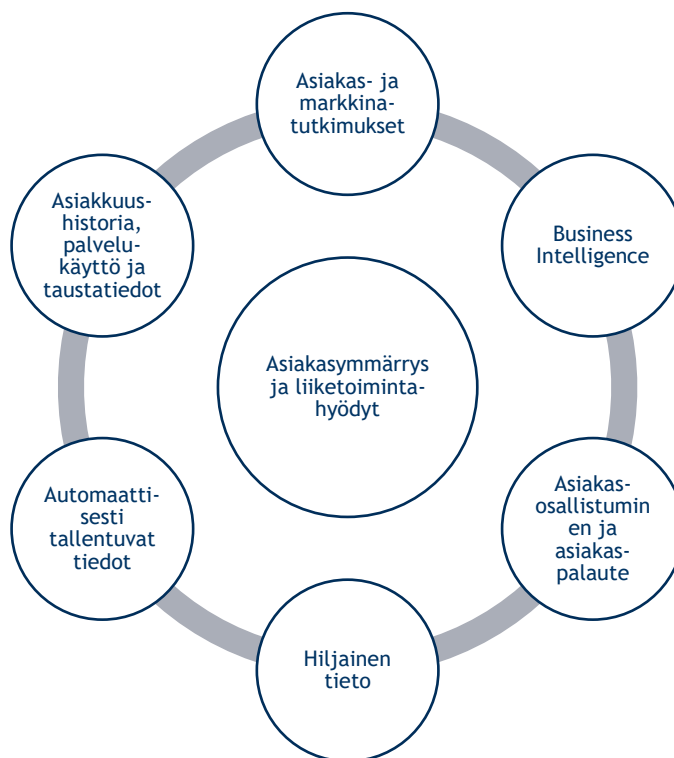 Asiakas- ja
markkina-
tutkimukset
Business
Intelligence
Asiakas-
osallistumin
en ja
asiakas-
palaute
Hiljainen
tieto
Automaatti-
sesti
tallentuvat
tiedot
Asiakkuus-
historia,
palvelu-
käyttö ja
taustatiedot
Asiakasymmärrys
ja liiketoiminta-
hyödyt